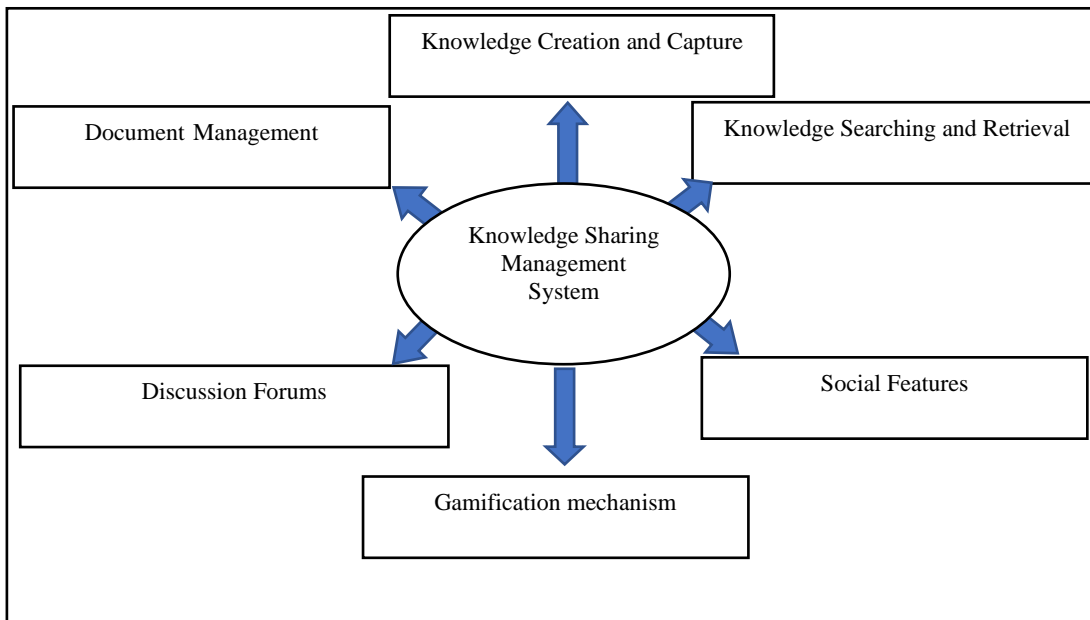 Knowledge Creation and Capture
Document Management
Knowledge Searching and Retrieval
Knowledge Sharing
Management
System
Discussion Forums
Social Features
Gamification mechanism